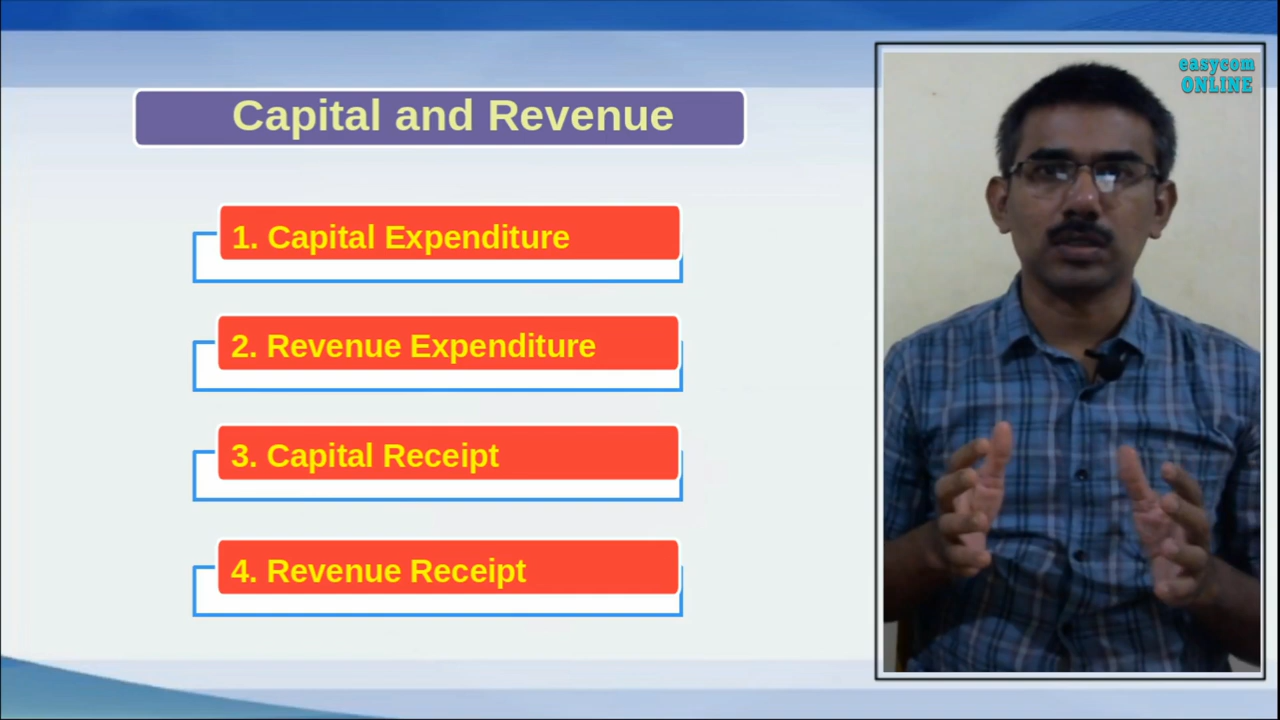 Capital and Revenue
1. Capital Expenditure
2. Revenue Expenditure
3. Capital Receipt
4. Revenue Receipt
easycom
ONLINE